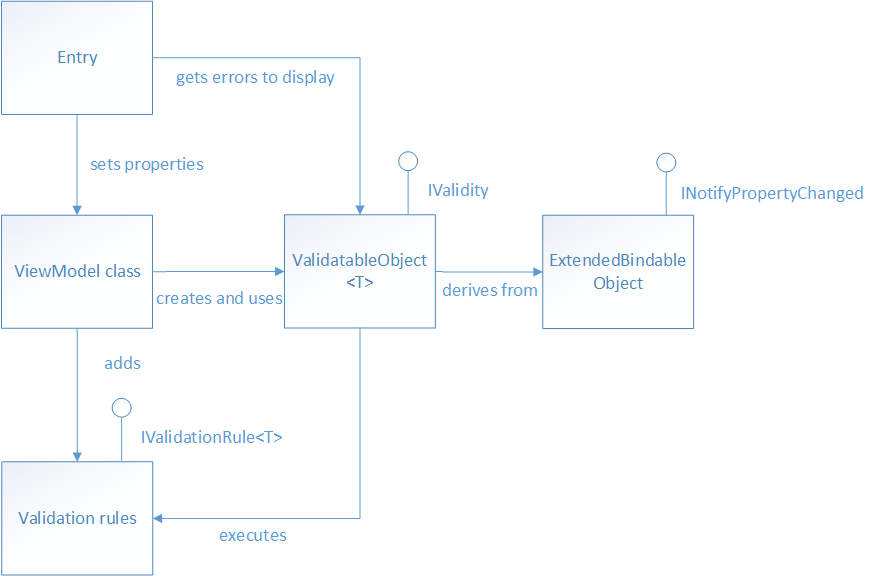 Entry
gets errors to display
sets properties
IValidity
INotifyPropertyChanged
ViewModel class
creates and uses
ValidatableObject
<T>
derives from
ExtendedBindable
Object
adds
IValidationRule<T>
Validation rules
executes